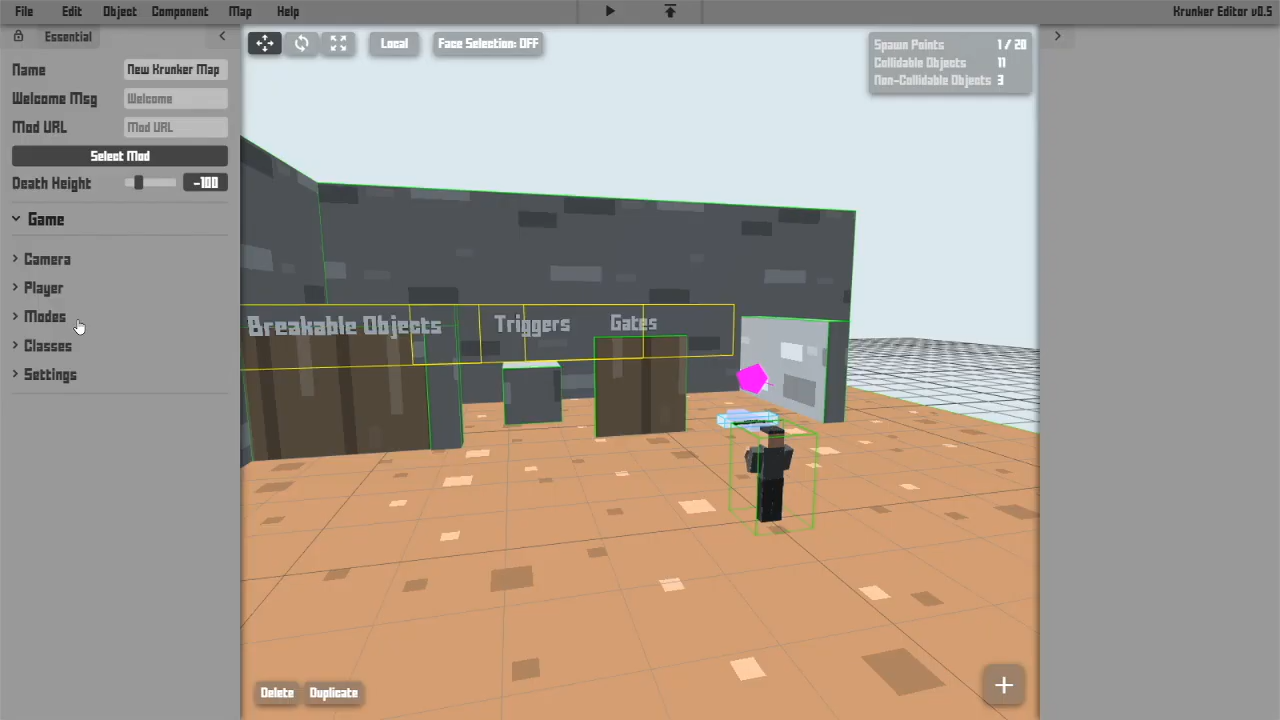 File Edit Object Component Map Help Krunker Editor v0.5
Essential
Local Face Selection: OFF
Spawn Points 1 / 20
Collidable Objects 11
Non-Collidable Objects 3
Name New Krunker Map
Welcome Msg Welcome
Mod URL Mod URL
Select Mod
Death Height -100
Game
Camera
Player
Modes
Classes
Settings
Breakable Objects Triggers Gates
Delete Duplicate